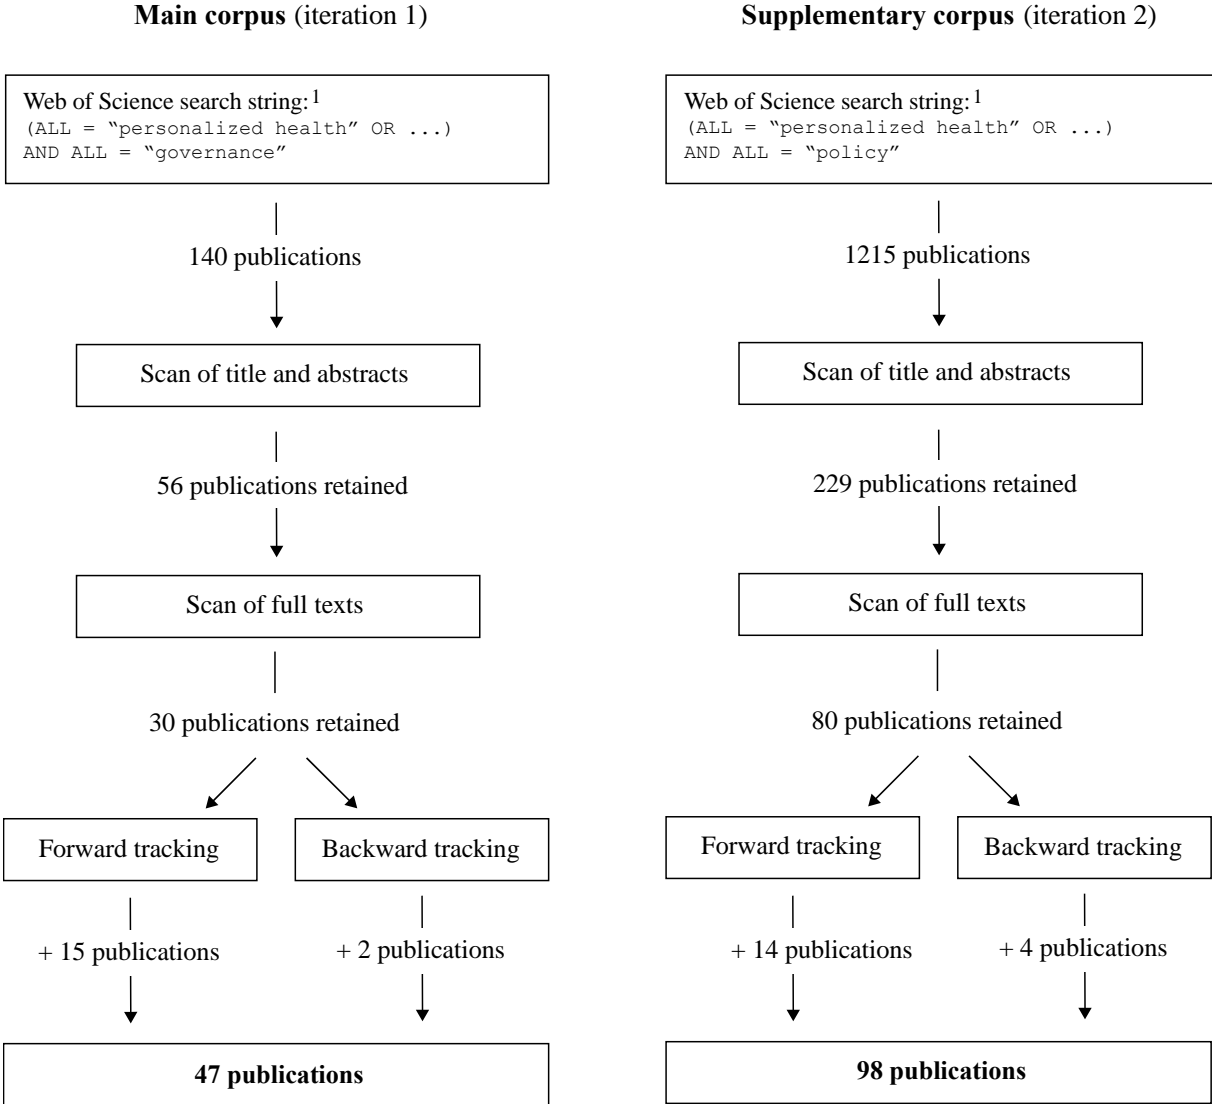 Main corpus (iteration 1)
Web of Science search string:1
(ALL = “personalized health” OR ...)
AND ALL = “governance”
140 publications
Scan of title and abstracts
56 publications retained
Scan of full texts
30 publications retained
Forward tracking
Backward tracking
+ 15 publications
+ 2 publications
47 publications
Supplementary corpus (iteration 2)
Web of Science search string:1
(ALL = “personalized health” OR ...)
AND ALL = “policy”
1215 publications
Scan of title and abstracts
229 publications retained
Scan of full texts
80 publications retained
Forward tracking
Backward tracking
+ 14 publications
+ 4 publications
98 publications